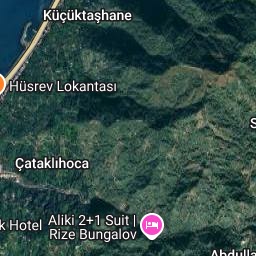 Küçüktaşhane
Hüsrev Lokantası
Çataklıhoca
Aliki 2+1 Suit |
Rize Bungalov
k Hotel
Abdulla
S